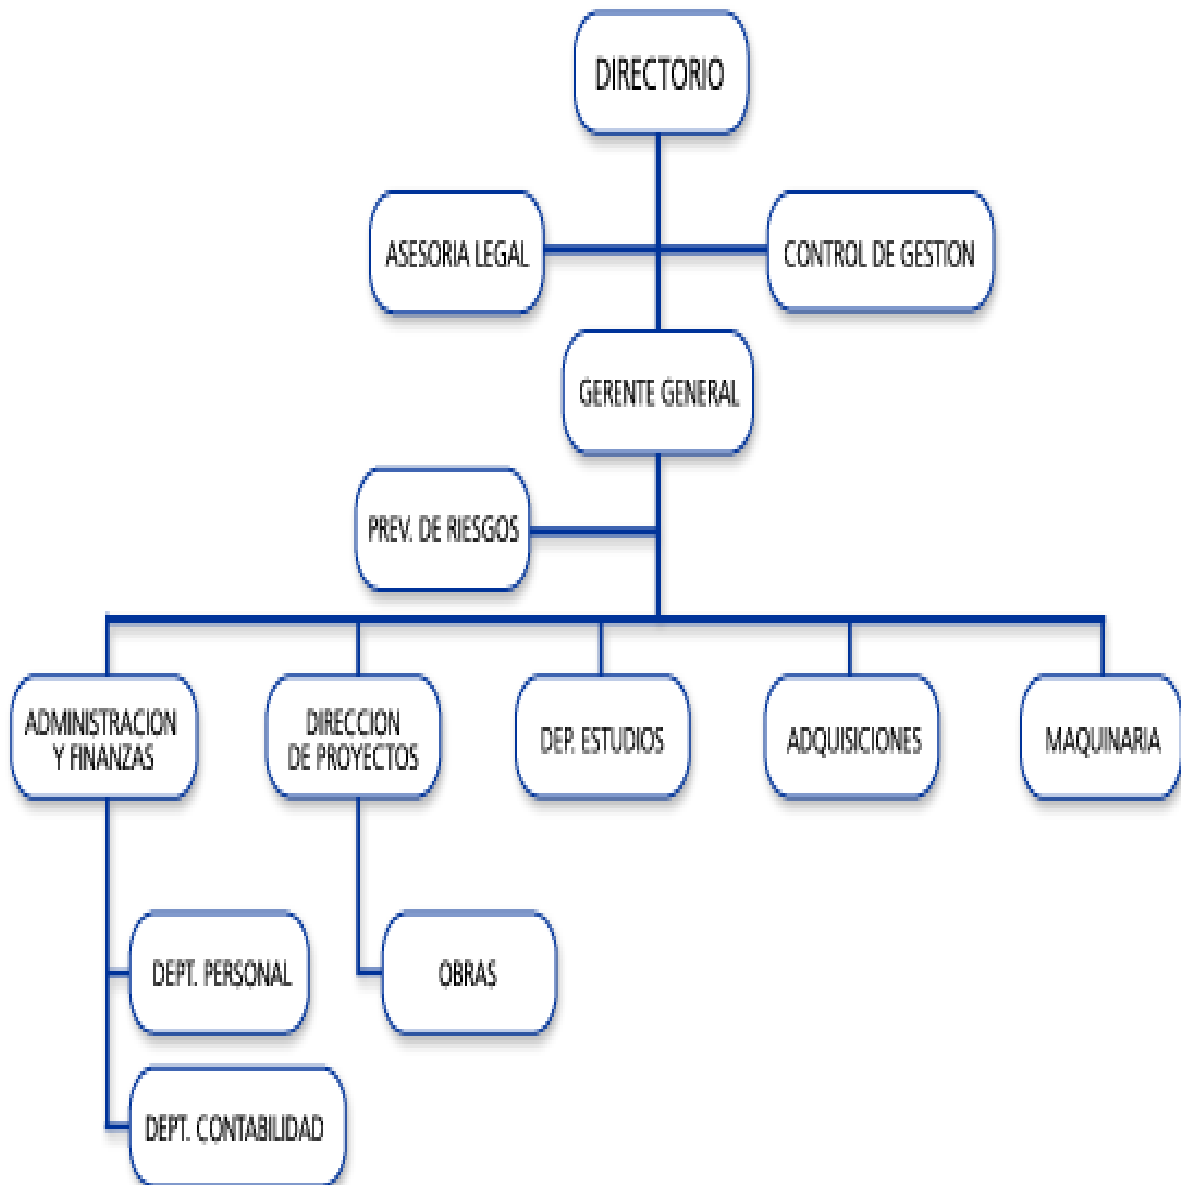 DIRECTORIO
ASESORIA LEGAL
CONTROL DE GESTION
GERENTE GENERAL
PREV. DE RIESGOS
ADMINISTRACION
Y FINANZAS
DIRECCION
DE PROYECTOS
DEP. ESTUDIOS
ADQUISICIONES
MAQUINARIA
DEPT. PERSONAL
OBRAS
DEPT. CONTABILIDAD